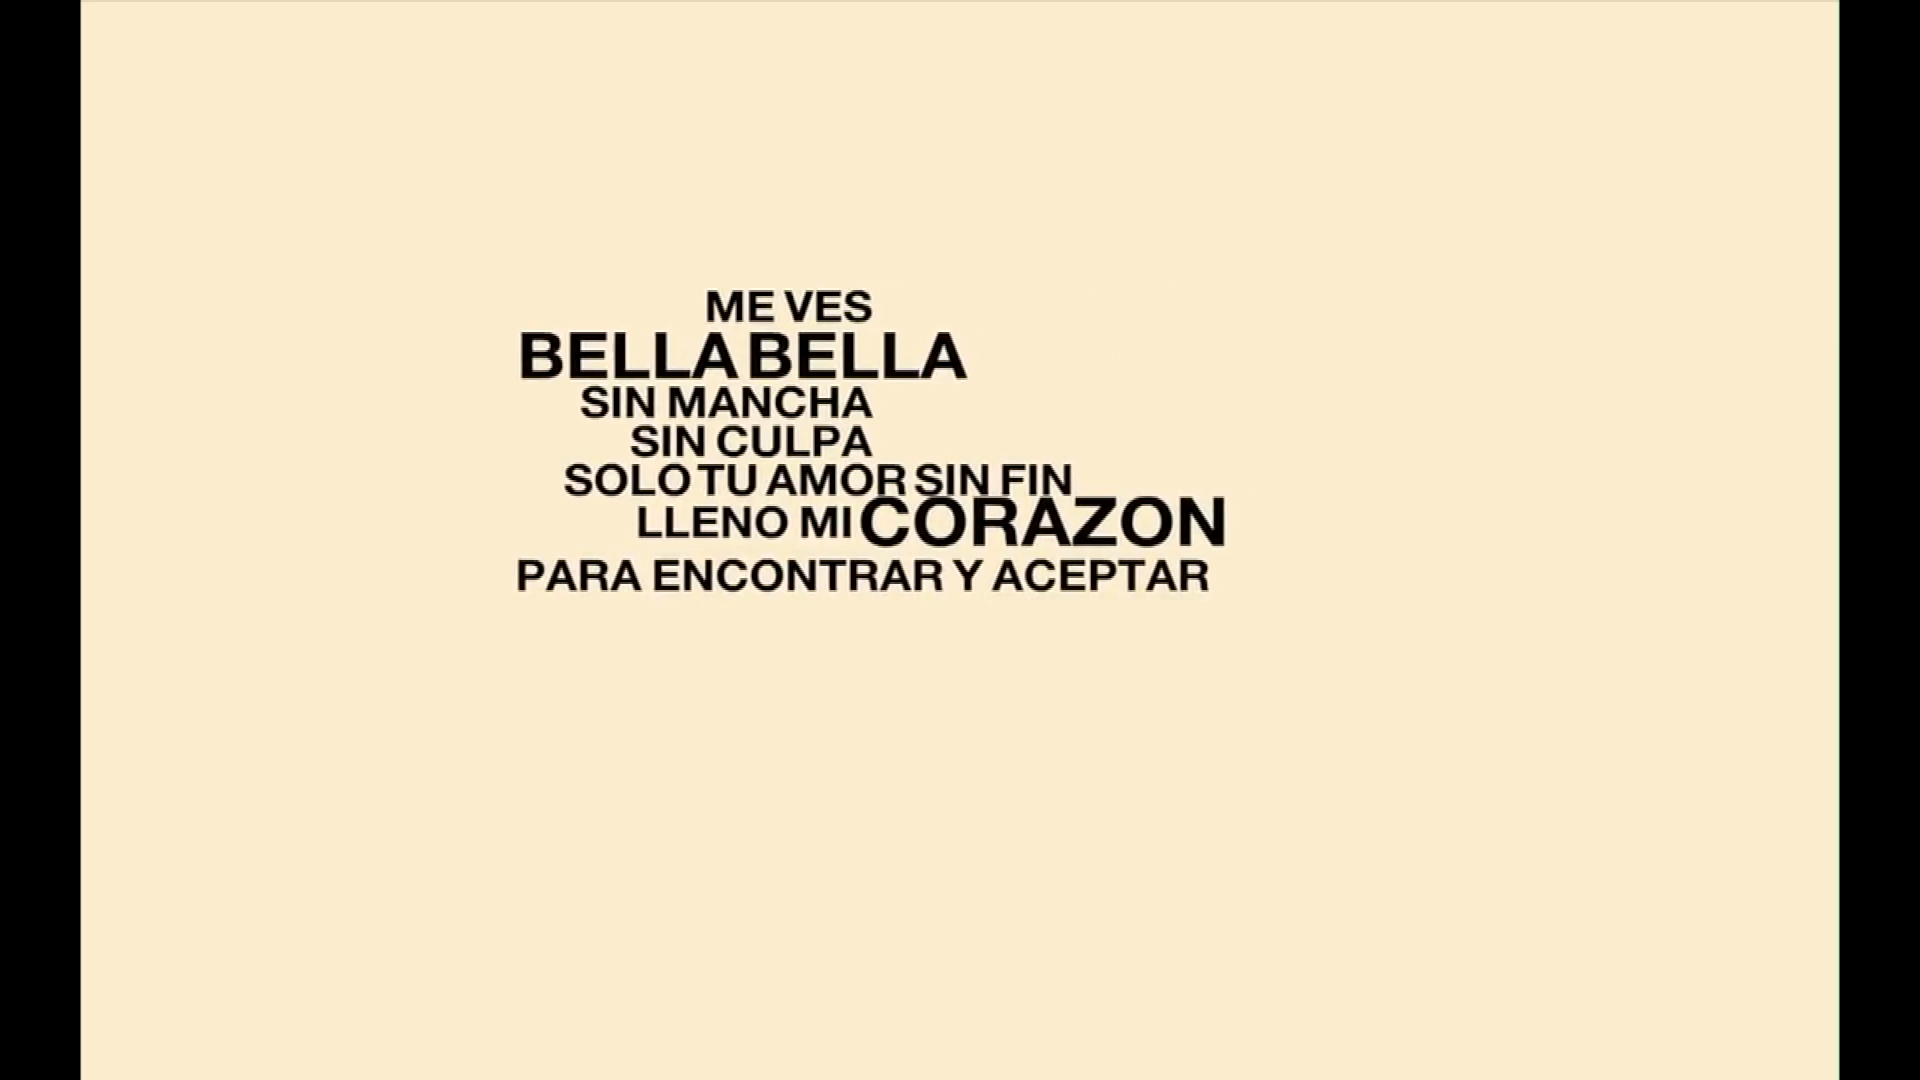 ME VES
BELLA BELLA
SIN MANCHA
SIN CULPA
SOLO TU AMOR SIN FIN
LLENO MI CORAZON
PARA ENCONTRAR Y ACEPTAR